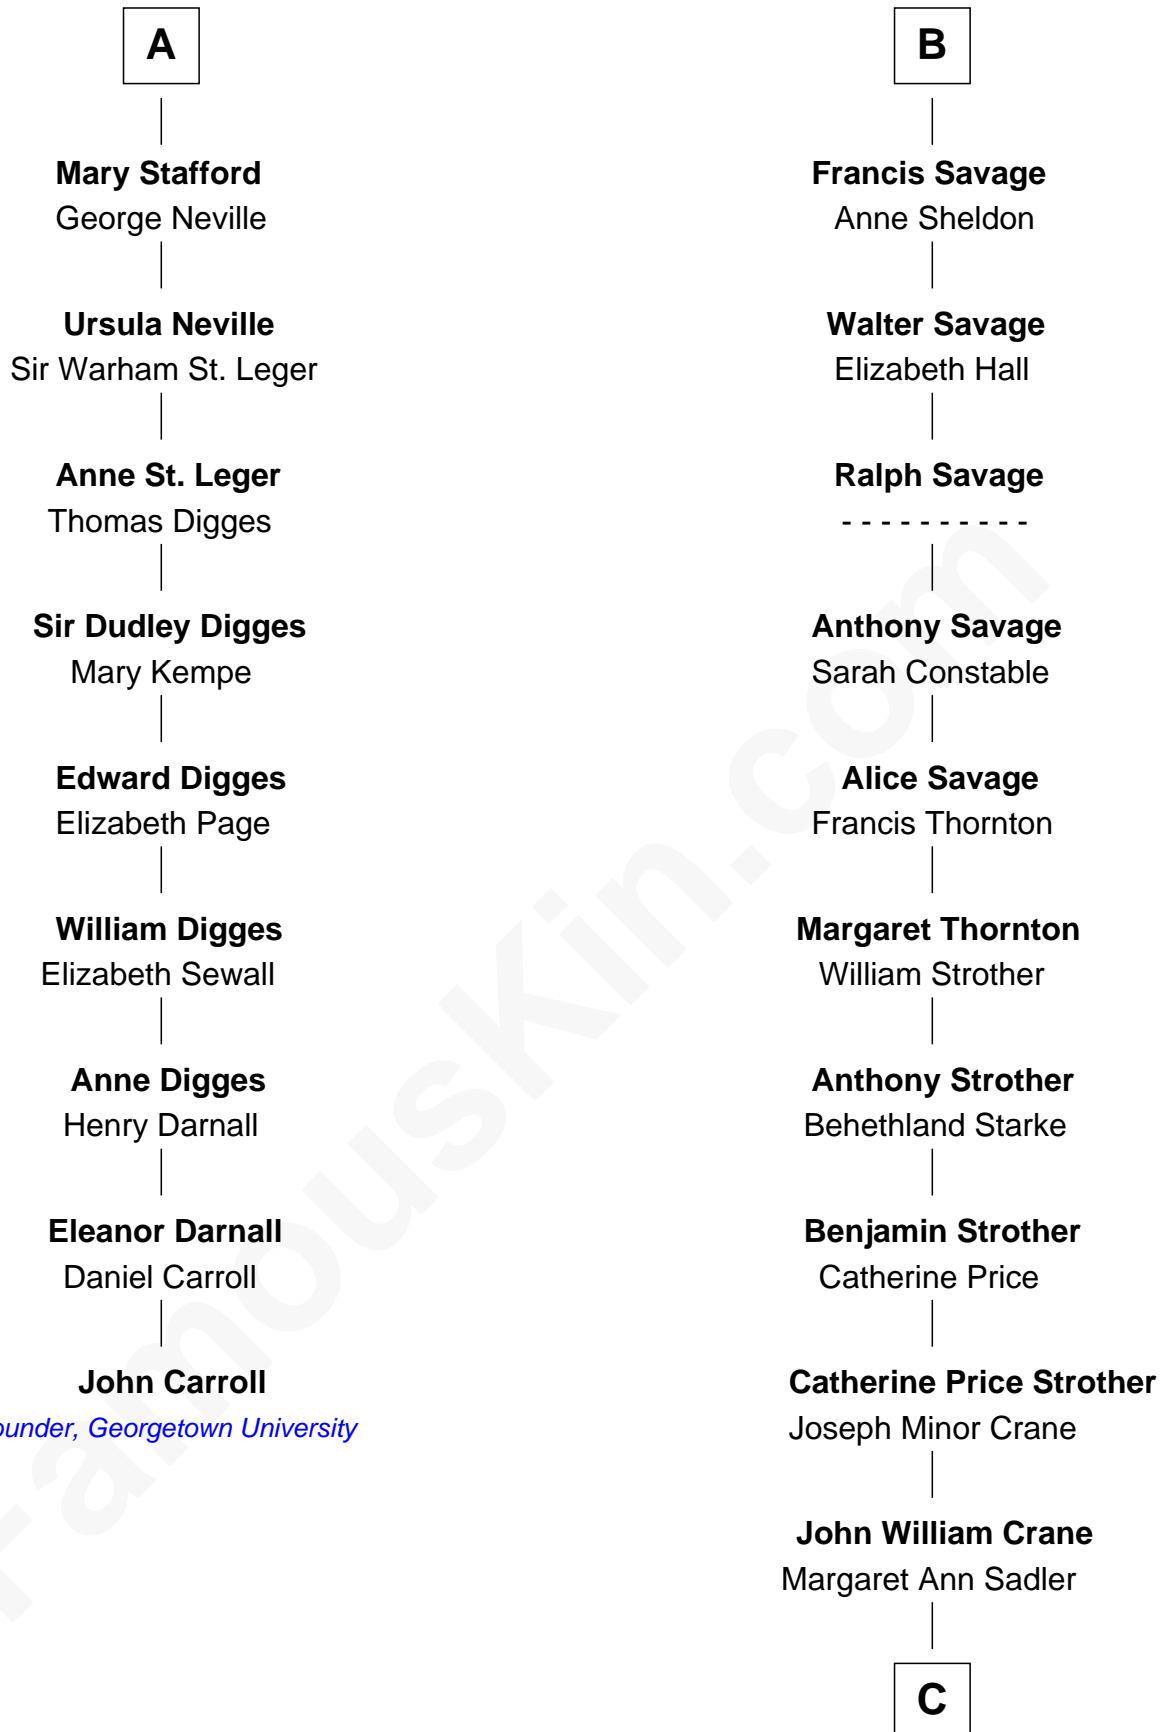 A
Mary Stafford
George Neville
Ursula Neville
Sir Warham St. Leger
Anne St. Leger
Thomas Digges
Sir Dudley Digges
Mary Kempe
Edward Digges
Elizabeth Page
William Digges
Elizabeth Sewall
Anne Digges
Henry Darnall
Eleanor Darnall
Daniel Carroll
John Carroll
ounder, Georgetown University
B
Francis Savage
Anne Sheldon
Walter Savage
Elizabeth Hall
Ralph Savage
- - - - - - - - - -
Anthony Savage
Sarah Constable
Alice Savage
Francis Thornton
Margaret Thornton
William Strother
Anthony Strother
Behethland Starke
Benjamin Strother
Catherine Price
Catherine Price Strother
Joseph Minor Crane
John William Crane
Margaret Ann Sadler
C
FamousKin.com